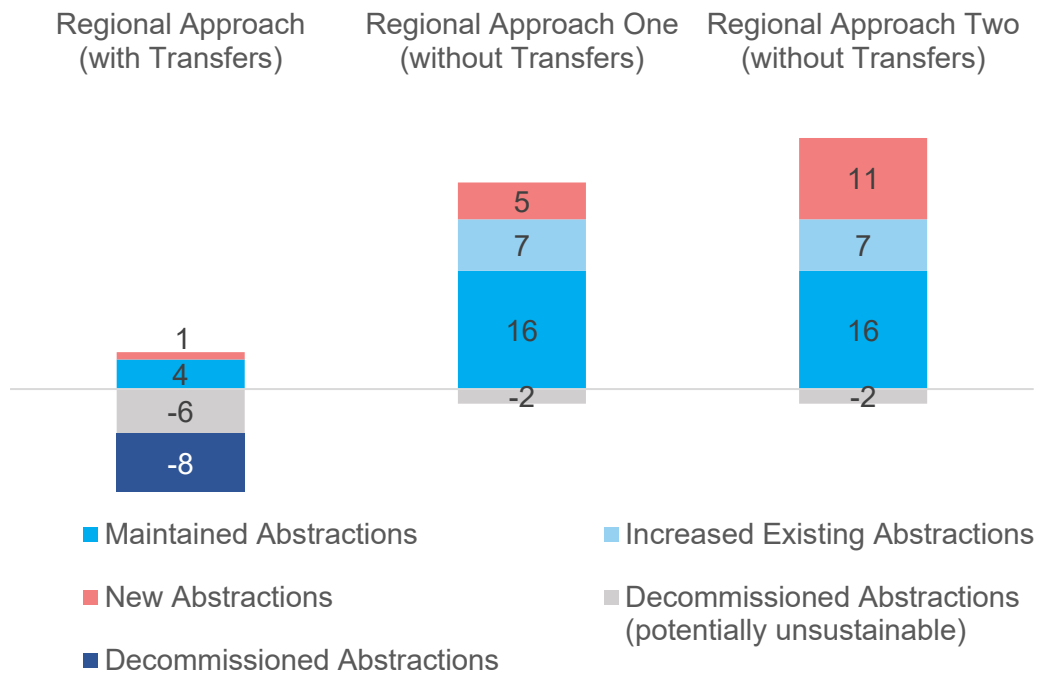 Regional Approach
(with Transfers)
Regional Approach One
(without Transfers)
Regional Approach Two
(without Transfers)
1
4
-6
-8
5
7
16
-2
11
7
16
-2
Maintained Abstractions
Increased Existing Abstractions
New Abstractions
Decommissioned Abstractions
(potentially unsustainable)
Decommissioned Abstractions